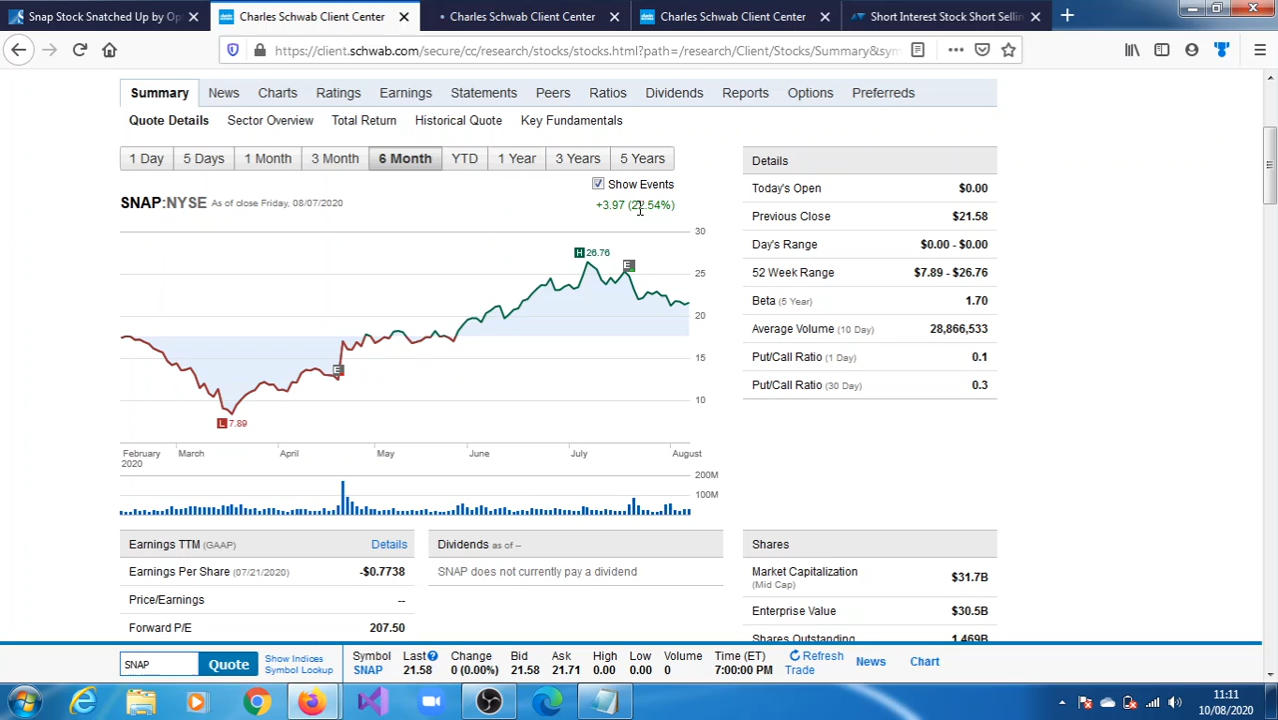 Snap Stock Snatched Up by Op
Charles Schwab Client Center
Charles Schwab Client Center
Charles Schwab Client Center
Short Interest Stock Short Sellin
https://client.schwab.com/secure/cc/research/stocks/stocks.html?path=/research/Client/Stocks/Summary&sym
Summary News Charts Ratings Earnings Statements Peers Ratios Dividends Reports Options Preferreds
Quote Details Sector Overview Total Return Historical Quote Key Fundamentals
1 Day 5 Days 1 Month 3 Month 6 Month YTD 1 Year 3 Years 5 Years
Show Events
SNAP:NYSE As of close Friday, 08/07/2020
+3.97 (22.54%)
30
H 26.76
E
25
20
15
E
10
L 7.89
February 2020 March April May June July August
200M
100M
Details
Today's Open $0.00
Previous Close $21.58
Day's Range $0.00 - $0.00
52 Week Range $7.89 - $26.76
Beta (5 Year) 1.70
Average Volume (10 Day) 28,866,533
Put/Call Ratio (1 Day) 0.1
Put/Call Ratio (30 Day) 0.3
Earnings TTM (GAAP) Details
Earnings Per Share (07/21/2020) -$0.7738
Price/Earnings --
Forward P/E 207.50
Dividends as of --
SNAP does not currently pay a dividend
Shares
Market Capitalization (Mid Cap) $31.7B
Enterprise Value $30.5B
Shares Outstanding 1.469B
SNAP Quote
Show Indices
Symbol Lookup
Symbol Last Change Bid Ask High Low Volume Time (ET) Refresh
SNAP 21.58 0 (0.00%) 21.58 21.71 0.00 0.00 0 7:00:00 PM Trade
News Chart
11:11
10/08/2020